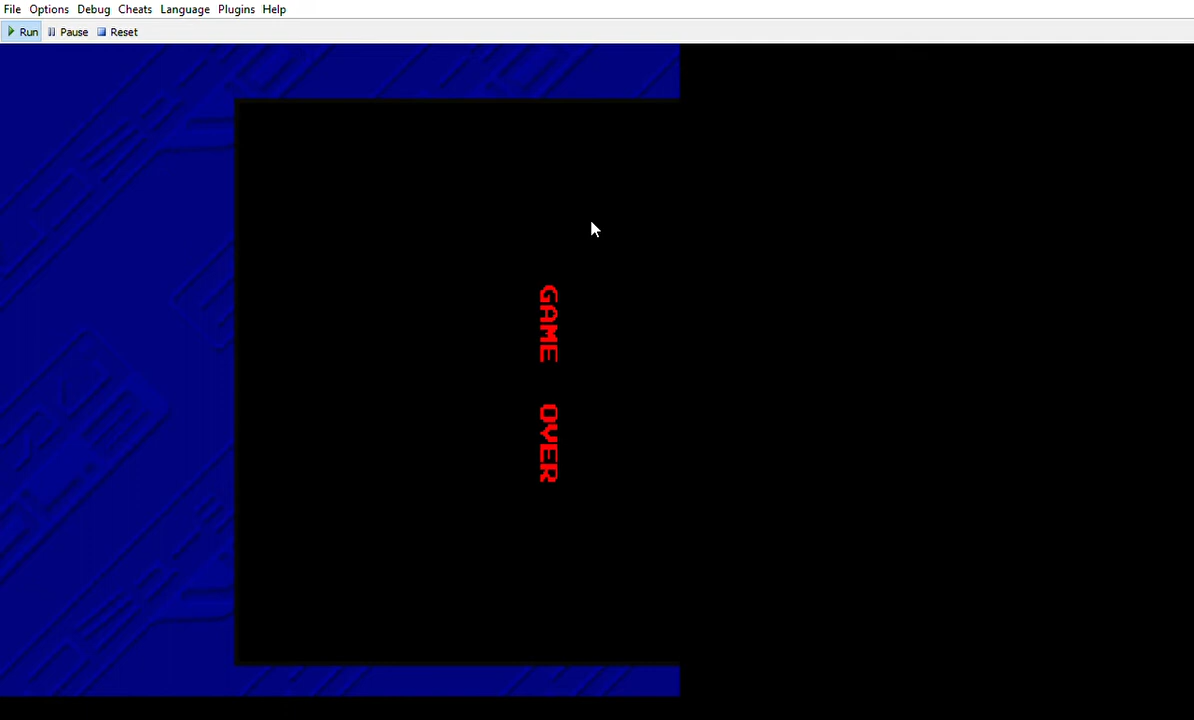 File Options Debug Cheats Language Plugins Help
Run Pause Reset
GAME OVER